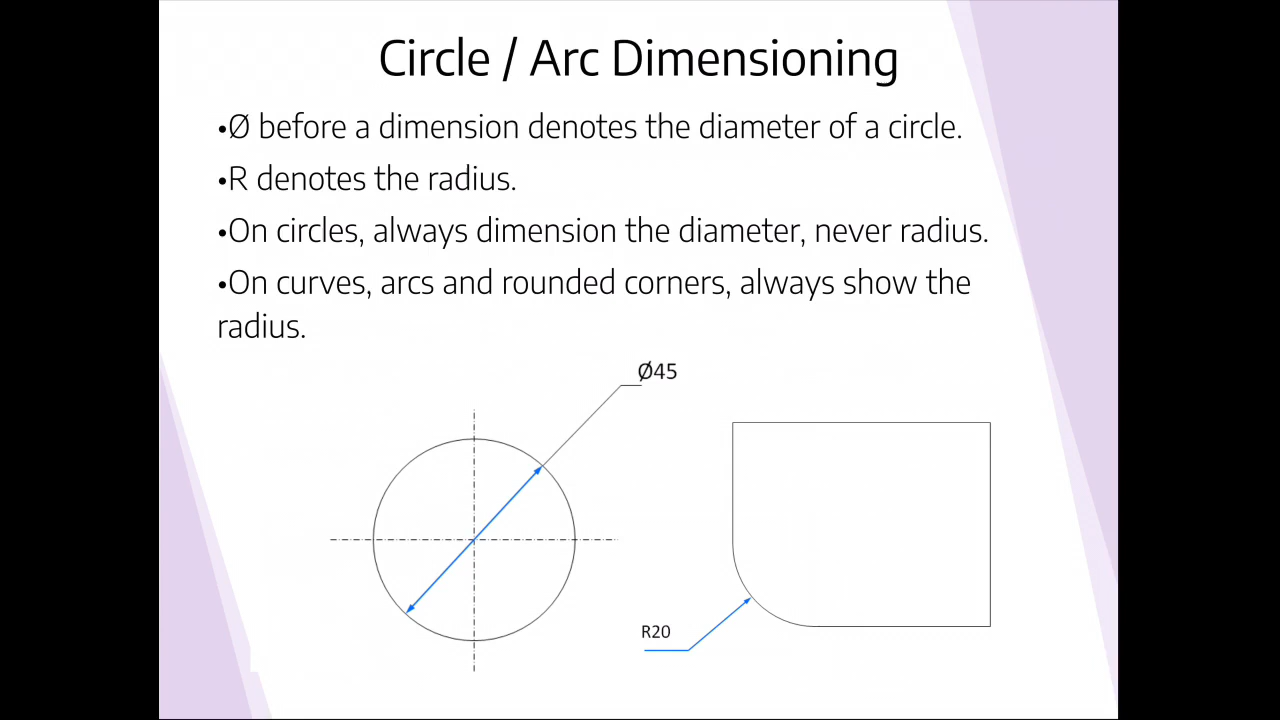 Circle / Arc Dimensioning
•Ø before a dimension denotes the diameter of a circle.
•R denotes the radius.
•On circles, always dimension the diameter, never radius.
•On curves, arcs and rounded corners, always show the
radius.
Ø45
R20